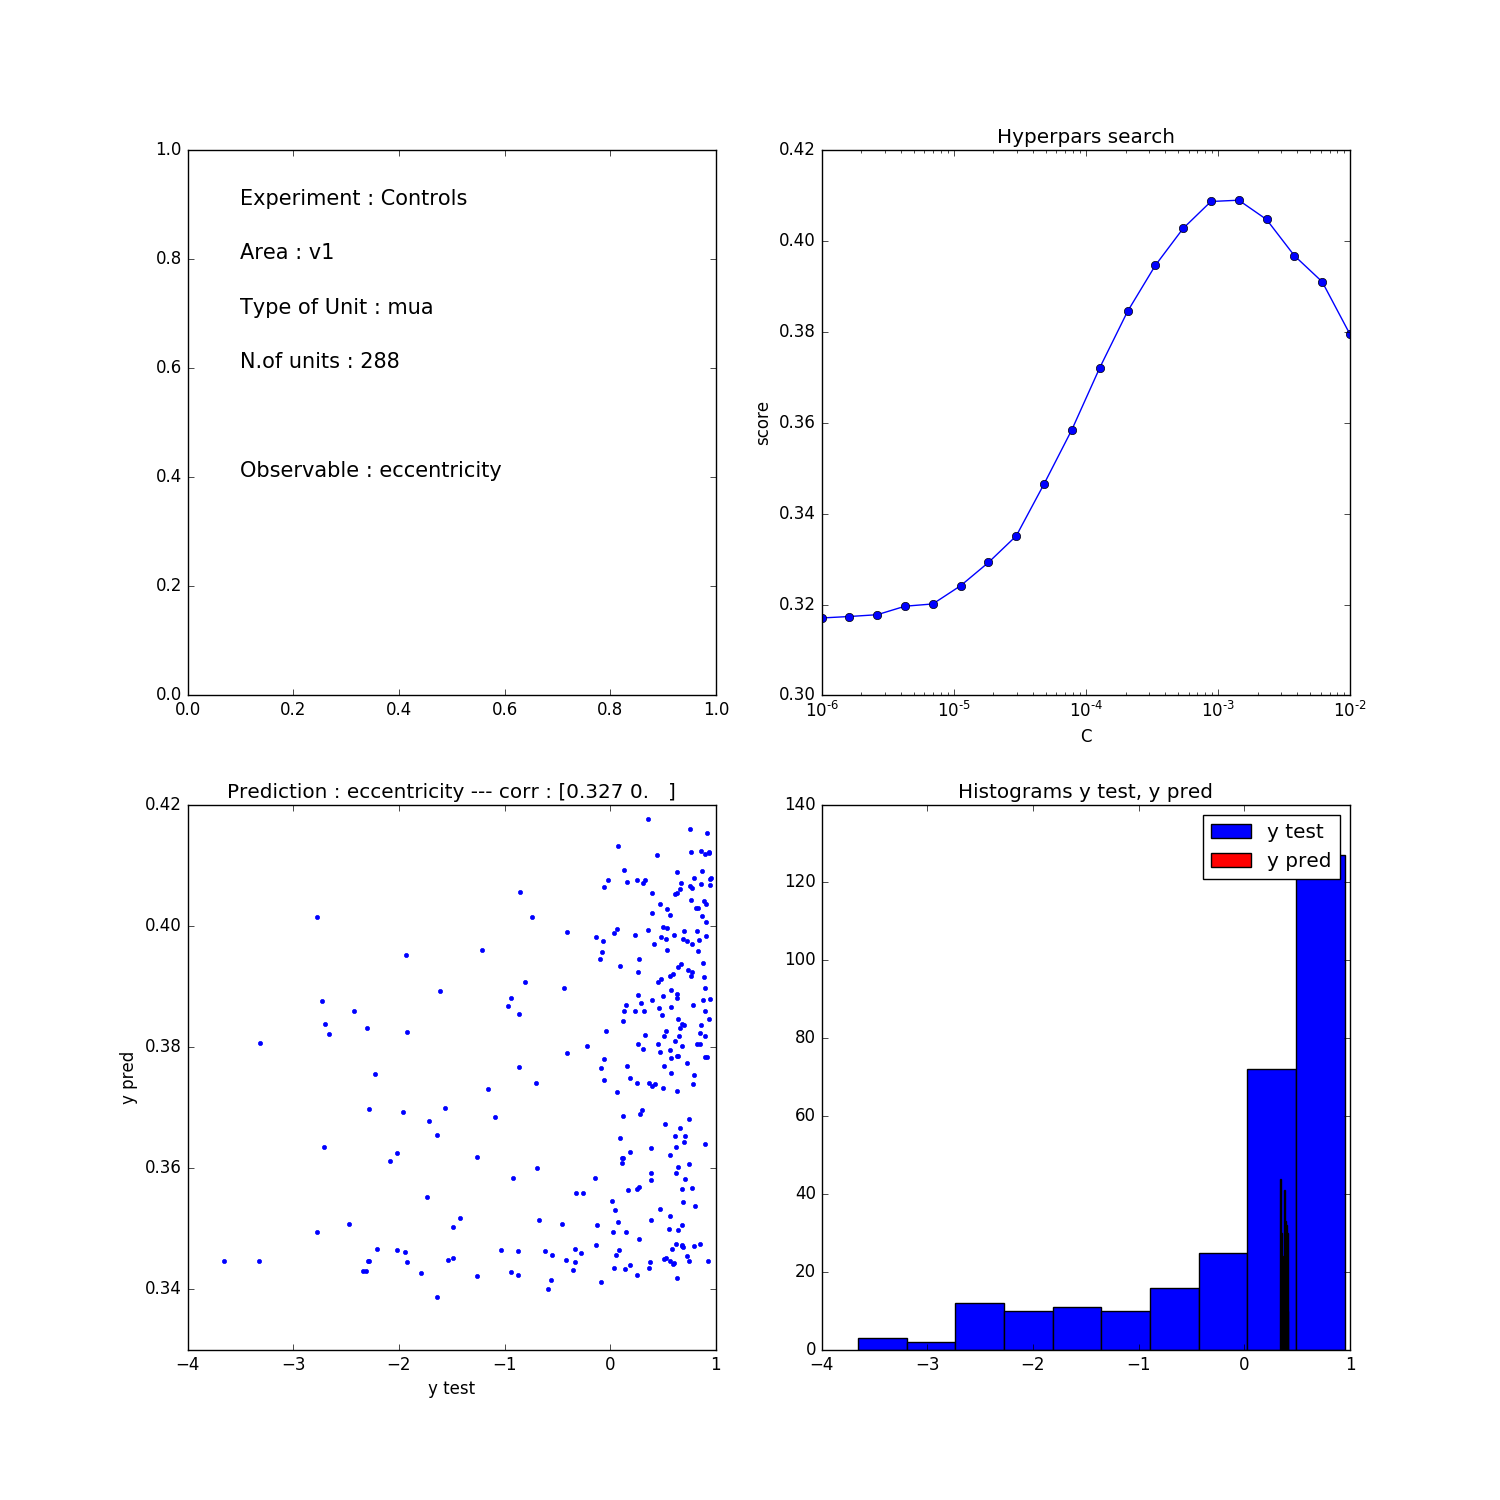 1.0
0.8
0.6
0.4
0.2
0.0
0.0 0.2 0.4 0.6 0.8 1.0
Experiment : Controls
Area : v1
Type of Unit : mua
N.of units : 288
Observable : eccentricity
Hyperpars search
0.42
0.40
0.38
0.36
0.34
0.32
0.30
score
10-6 10-5 10-4 10-3 10-2
C
Prediction : eccentricity --- corr : [0.327 0.   ]
0.42
0.40
0.38
0.36
0.34
y pred
−4 −3 −2 −1 0 1
y test
Histograms y test, y pred
140
120
100
80
60
40
20
0
−4 −3 −2 −1 0 1
y test
y pred